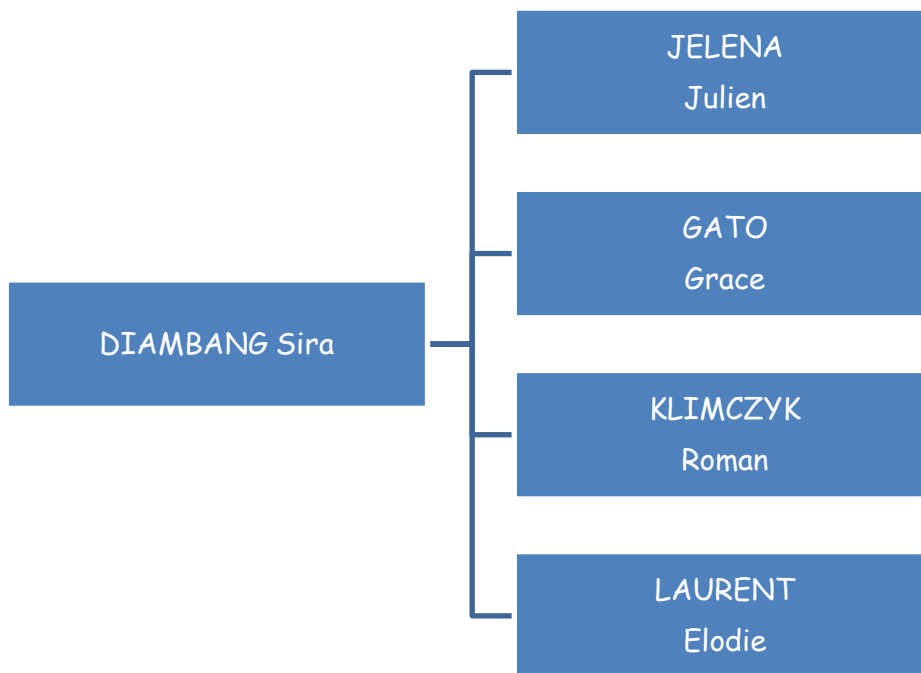 DIAMBANG Sira
JELENA
Julien
GATO
Grace
KLIMCZYK
Roman
LAURENT
Elodie